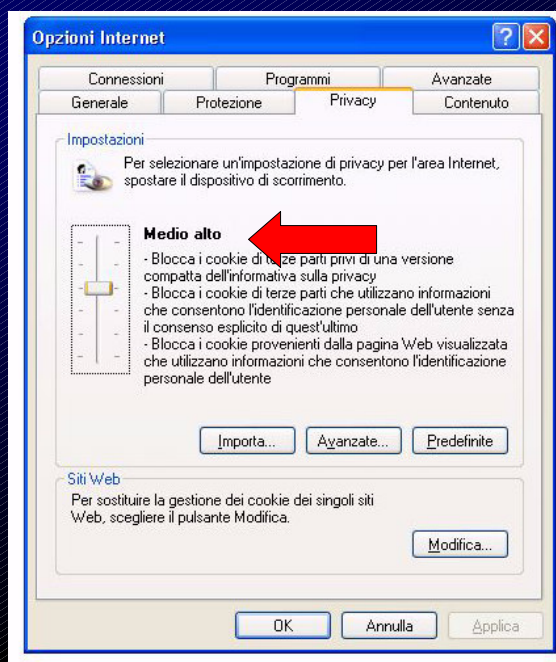 Opzioni Internet
Connessioni
Programmi
Avanzate
Generale
Protezione
Privacy
Contenuto
Impostazioni
Per selezionare un'impostazione di privacy per l'area Internet,
spostare il dispositivo di scorrimento.
Medio alto
- Blocca i cookie di terze parti privi di una versione
compatta dell'informativa sulla privacy
- Blocca i cookie di terze parti che utilizzano informazioni
che consentono l'identificazione personale dell'utente senza
il consenso esplicito di quest'ultimo
- Blocca i cookie provenienti dalla pagina Web visualizzata
che utilizzano informazioni che consentono l'identificazione
personale dell'utente
Importa...
Avanzate...
Predefinite
Siti Web
Per sostituire la gestione dei cookie dei singoli siti
Web, scegliere il pulsante Modifica.
Modifica...
OK
Annulla
Applica